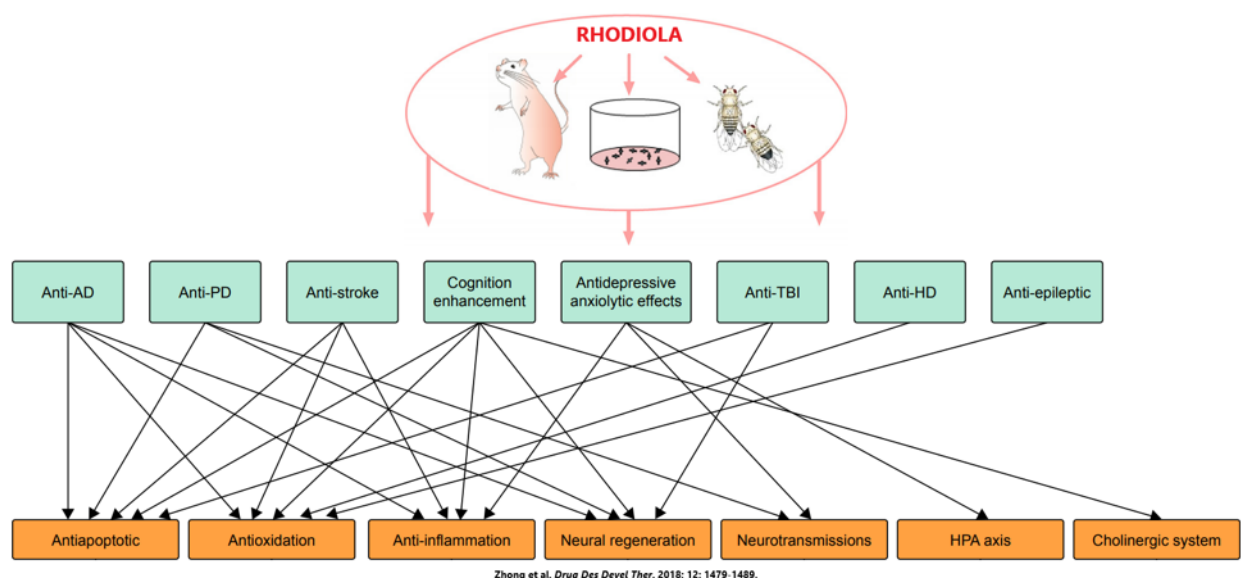 RHODIOLA
Anti-AD
Anti-PD
Anti-stroke
Cognition
enhancement
Antidepressive
anxiolytic effects
Anti-TBI
Anti-HD
Anti-epileptic
Antiapoptotic
Antioxidation
Anti-inflammation
Neural regeneration
Neurotransmissions
HPA axis
Cholinergic system
Zhong et al. Drug Des Devel Ther. 2018; 12: 1479-1489.